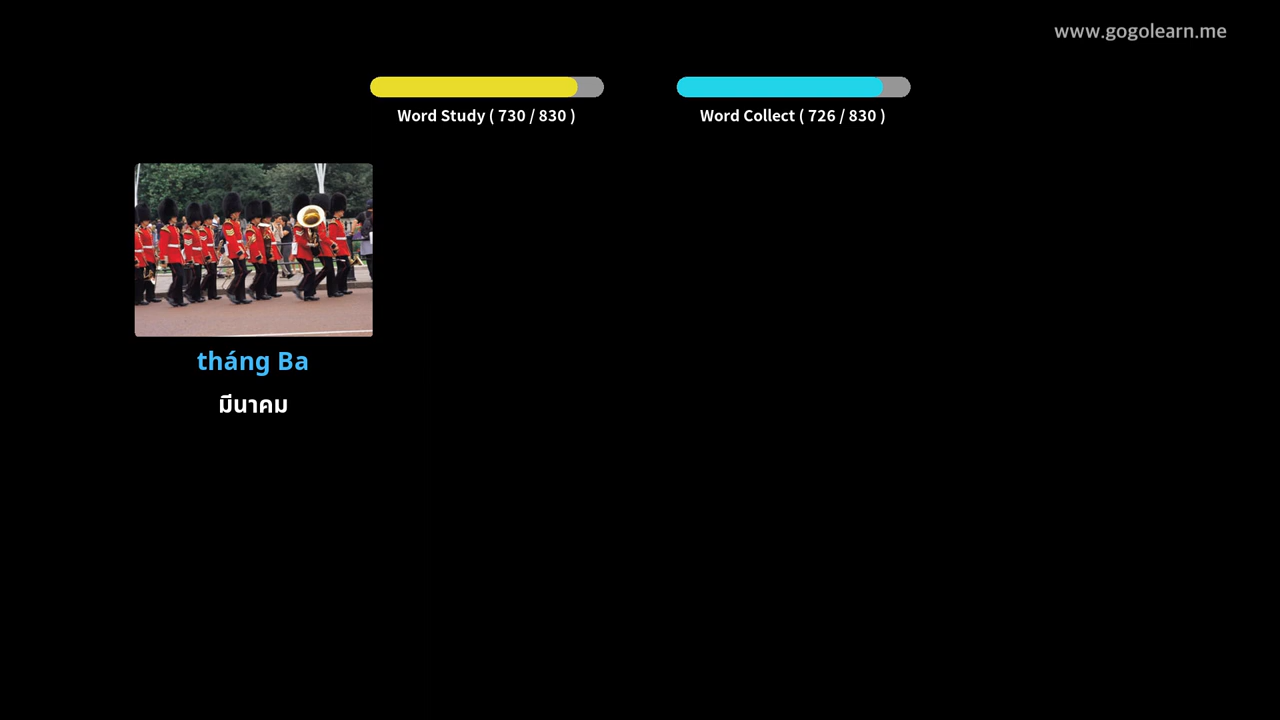 www.gogolearn.me
Word Study ( 730 / 830 )
Word Collect ( 726 / 830 )
tháng Ba
มีนาคม